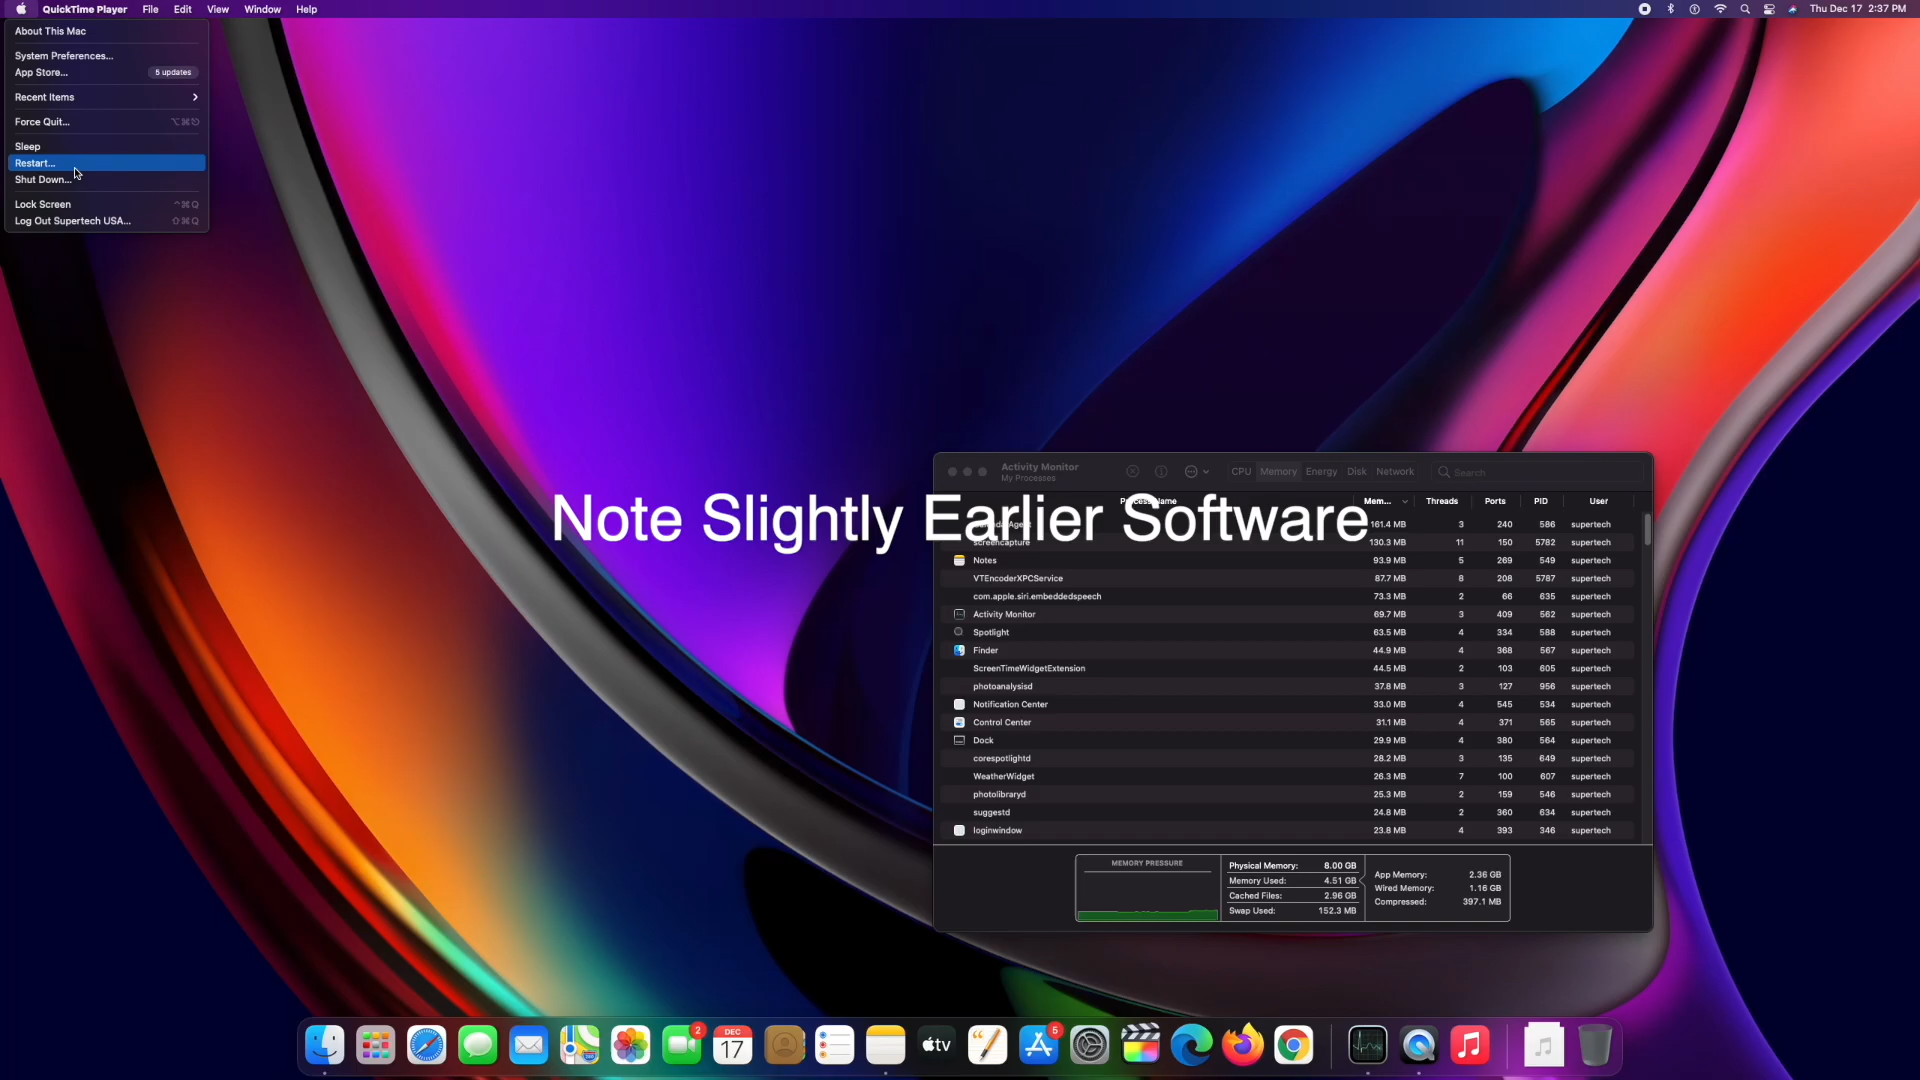 QuickTime Player File Edit View Window Help Thu Dec 17 2:37 PM
About This Mac
System Preferences...
App Store... 5 updates
Recent Items
Force Quit... ⌥⌘⎋
Sleep
Restart...
Shut Down...
Lock Screen ^⌘Q
Log Out Supertech USA... ⇧⌘Q
Note Slightly Earlier Software
Activity Monitor
My Processes
CPU Memory Energy Disk Network Search
Mem... Threads Ports PID User
161.4 MB 3 240 586 supertech
screencapture 130.3 MB 11 150 5782 supertech
Notes 93.9 MB 5 269 549 supertech
VTEncoderXPCService 87.7 MB 8 208 5787 supertech
com.apple.siri.embeddedspeech 73.3 MB 2 66 635 supertech
Activity Monitor 69.7 MB 3 409 562 supertech
Spotlight 63.5 MB 4 334 588 supertech
Finder 44.9 MB 4 368 567 supertech
ScreenTimeWidgetExtension 44.5 MB 2 103 605 supertech
photoanalysisd 37.8 MB 3 127 956 supertech
Notification Center 33.0 MB 4 545 534 supertech
Control Center 31.1 MB 4 371 565 supertech
Dock 29.9 MB 4 380 564 supertech
corespotlightd 28.2 MB 3 135 649 supertech
WeatherWidget 26.3 MB 7 100 607 supertech
photolibraryd 25.3 MB 2 159 546 supertech
suggestd 24.8 MB 2 360 634 supertech
loginwindow 23.8 MB 4 393 346 supertech
MEMORY PRESSURE
Physical Memory: 8.00 GB
Memory Used: 4.51 GB
Cached Files: 2.96 GB
Swap Used: 152.3 MB
App Memory: 2.36 GB
Wired Memory: 1.16 GB
Compressed: 397.1 MB
2
DEC
17
tv
5